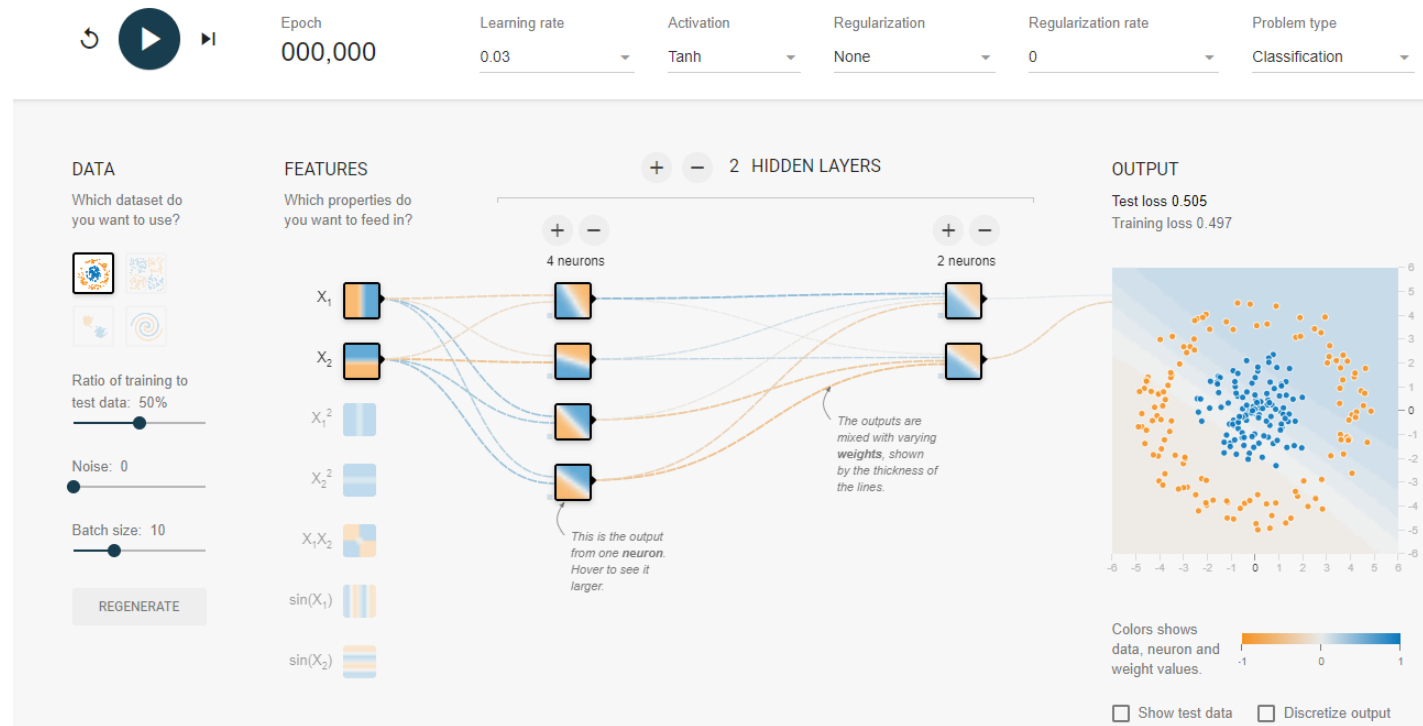 Epoch
000,000
Learning rate
0.03
Activation
Tanh
Regularization
None
Regularization rate
0
Problem type
Classification
DATA
Which dataset do
you want to use?
Ratio of training to
test data: 50%
Noise: 0
Batch size: 10
REGENERATE
FEATURES
Which properties do
you want to feed in?
X₁
X₂
X₁²
X₂²
X₁X₂
sin(X₁)
sin(X₂)
+ − 2 HIDDEN LAYERS
+ −
4 neurons
+ −
2 neurons
This is the output
from one neuron.
Hover to see it
larger.
The outputs are
mixed with varying
weights, shown
by the thickness of
the lines.
OUTPUT
Test loss 0.505
Training loss 0.497
6
5
4
3
2
1
0
-1
-2
-3
-4
-5
-6
-6 -5 -4 -3 -2 -1 0 1 2 3 4 5 6
Colors shows
data, neuron and
weight values.
-1 0 1
Show test data
Discretize output